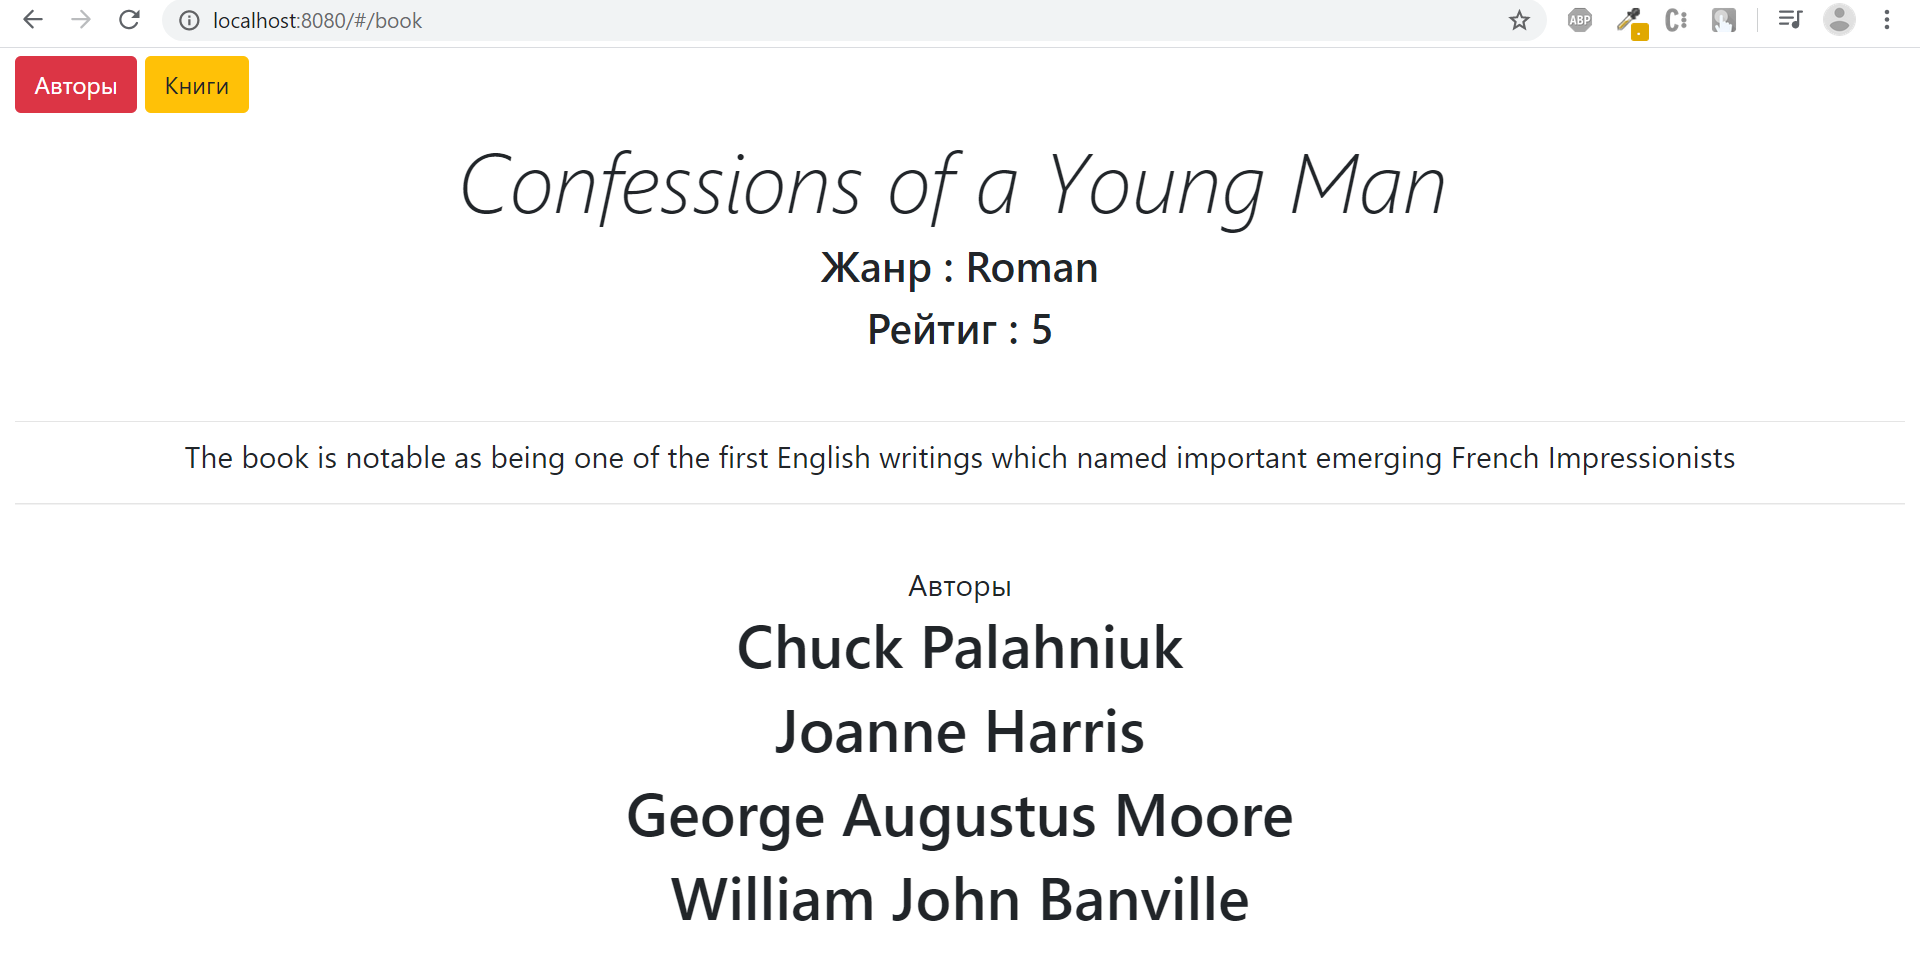 localhost:8080/#/book
ABP
Авторы Книги
Confessions of a Young Man
Жанр : Roman
Рейтиг : 5
The book is notable as being one of the first English writings which named important emerging French Impressionists
Авторы
Chuck Palahniuk
Joanne Harris
George Augustus Moore
William John Banville